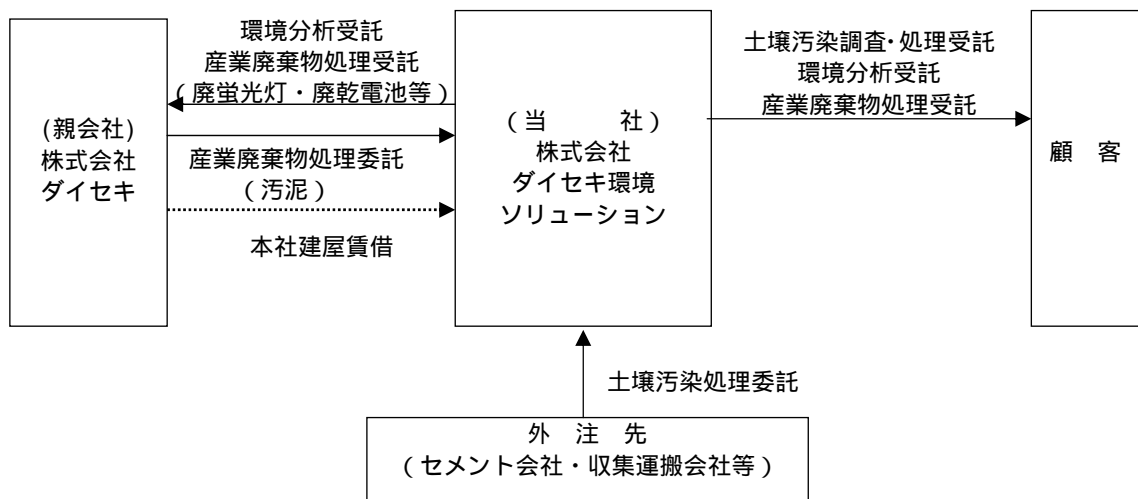 環境分析受託
産業廃棄物処理受託
(廃蛍光灯・廃乾電池等)
(親会社)
株式会社
ダイセキ
産業廃棄物処理委託
(汚泥)
本社建屋賃借
(当　　社)
株式会社
ダイセキ環境
ソリューション
土壌汚染調査・処理受託
環境分析受託
産業廃棄物処理受託
顧　客
土壌汚染処理委託
外　注　先
(セメント会社・収集運搬会社等)